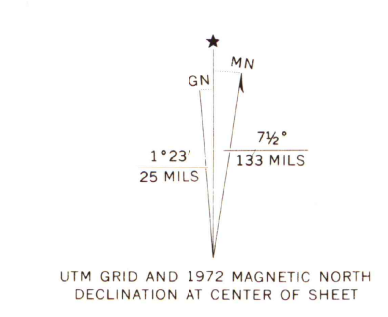 ★
MN
GN
7½°
133 MILS
1°23'
25 MILS
UTM GRID AND 1972 MAGNETIC NORTH
DECLINATION AT CENTER OF SHEET